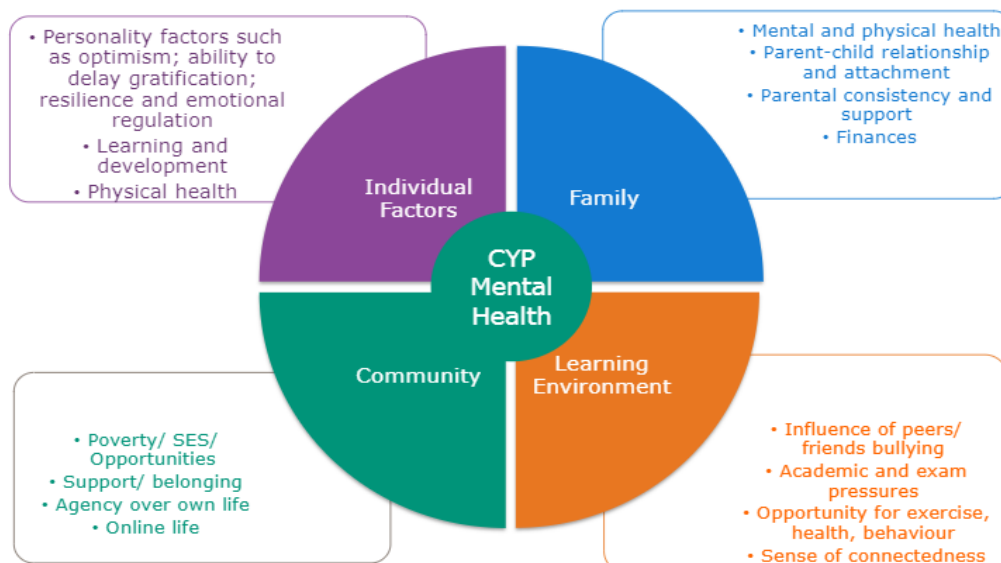 • Personality factors such
as optimism; ability to
delay gratification;
resilience and emotional
regulation
• Learning and
development
• Physical health
• Mental and physical health
• Parent-child relationship
and attachment
• Parental consistency and
support
• Finances
Individual
Factors
Family
CYP
Mental
Health
Community
Learning
Environment
• Poverty/ SES/
Opportunities
• Support/ belonging
• Agency over own life
• Online life
• Influence of peers/
friends bullying
• Academic and exam
pressures
• Opportunity for exercise,
health, behaviour
• Sense of connectedness